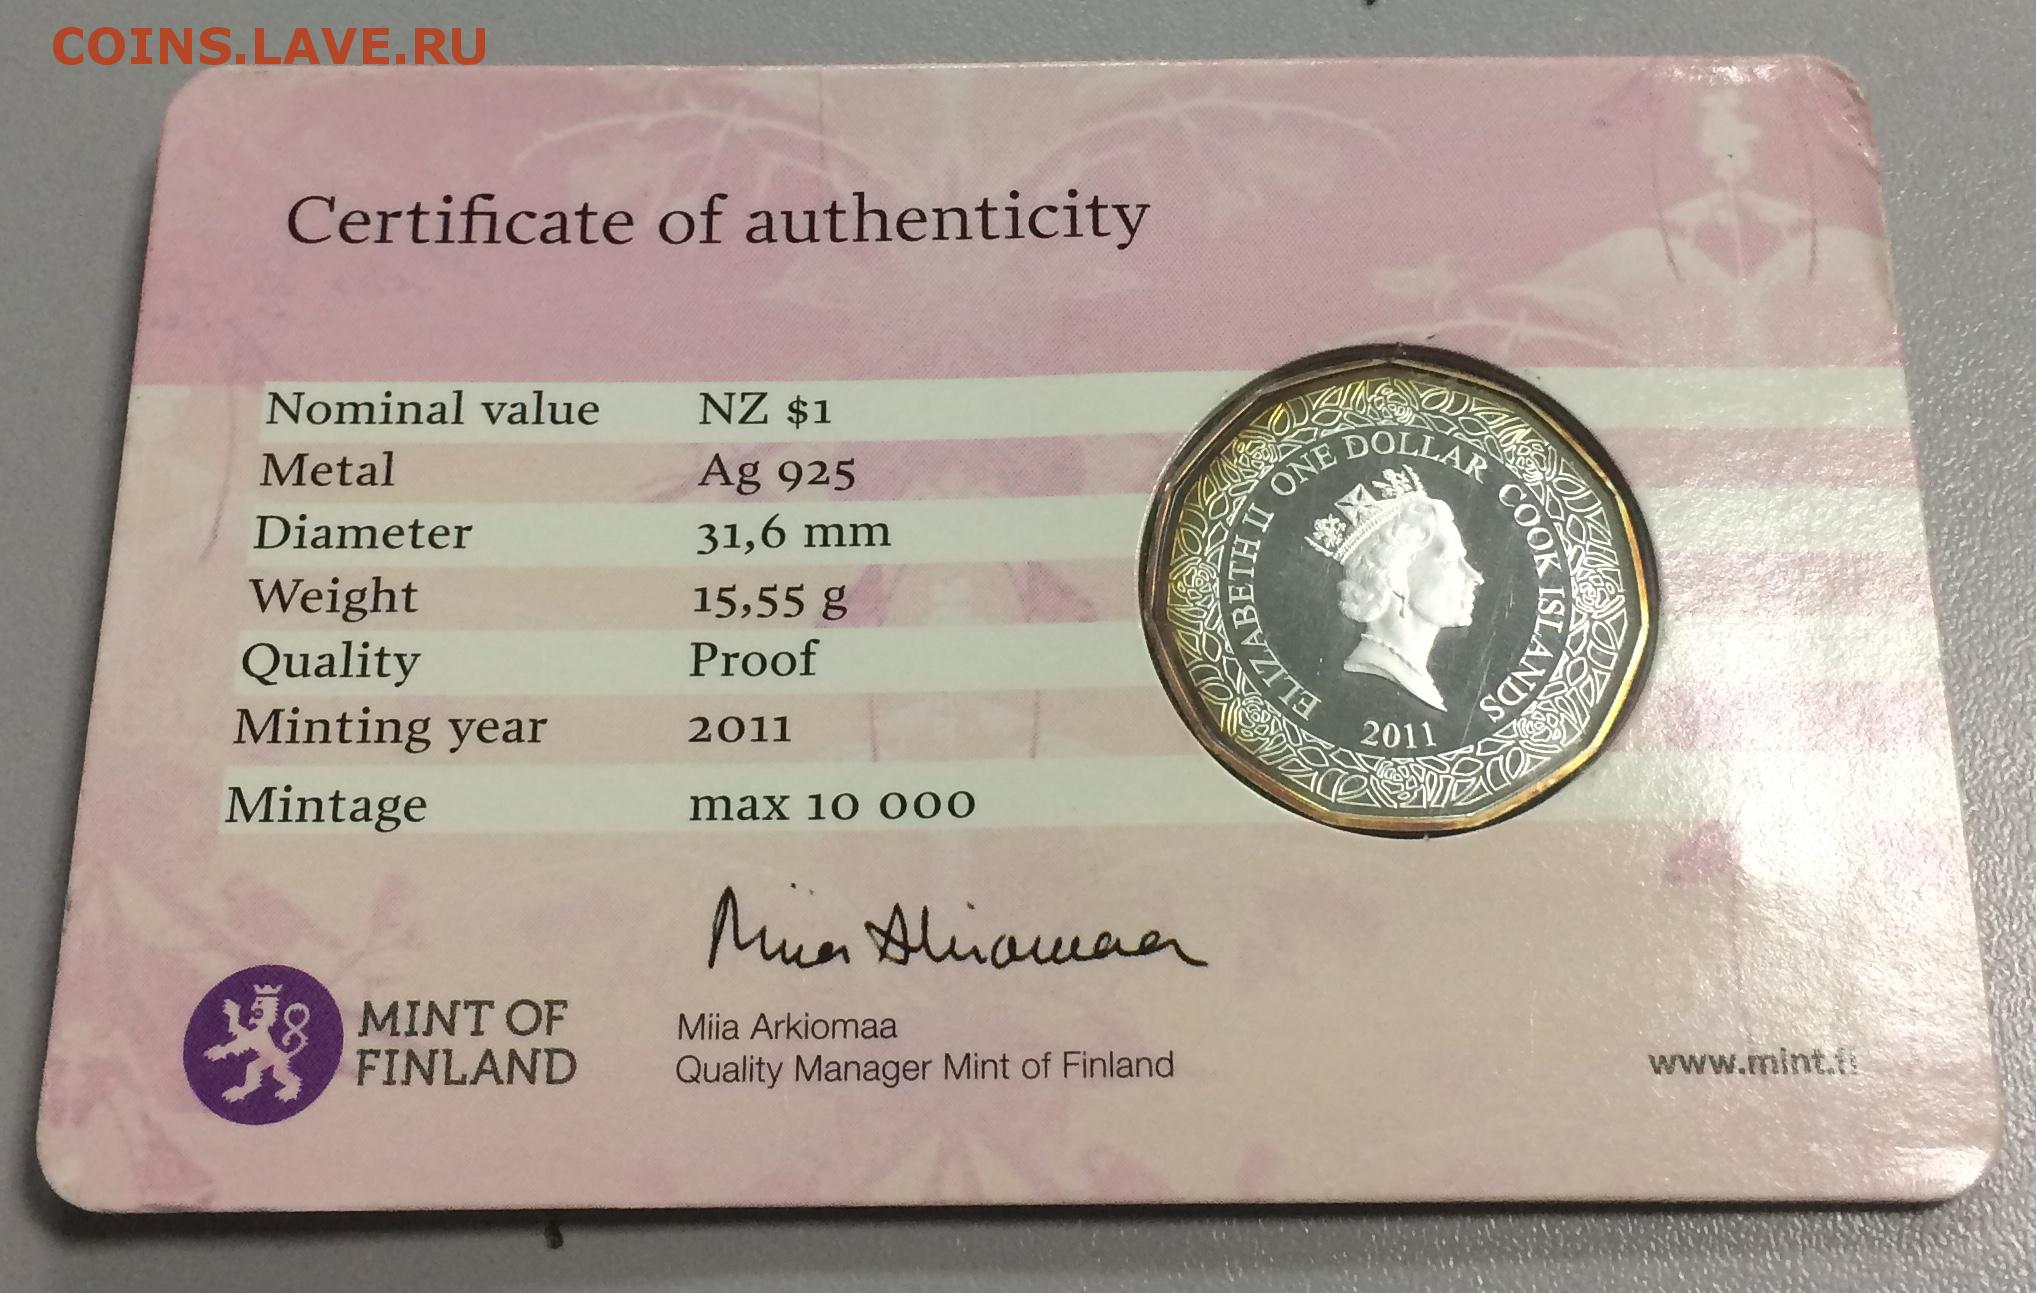 COINS.LAVE.RU
Certificate of authenticity
Nominal value NZ $1
Metal Ag 925
Diameter 31,6 mm
Weight 15,55 g
Quality Proof
Minting year 2011
Mintage max 10 000
ELIZABETH II ONE DOLLAR COOK ISLANDS
2011
Miia Arkiomaa
MINT OF
FINLAND
Miia Arkiomaa
Quality Manager Mint of Finland
www.mint.fi